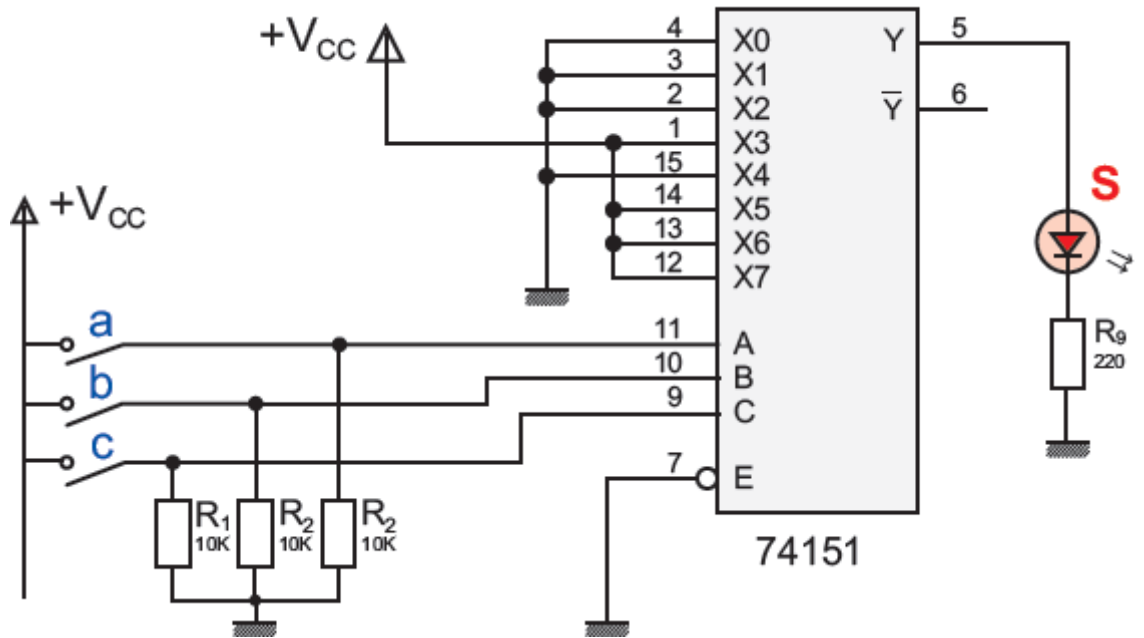 +VCC
4 X0 Y 5
3 X1
2 X2 Y̅ 6
1 X3
15 X4
14 X5
13 X6
12 X7
S
+VCC
a 11 A
b 10 B
c 9 C
R9
220
7 E
R1 R2 R2
10K 10K 10K
74151